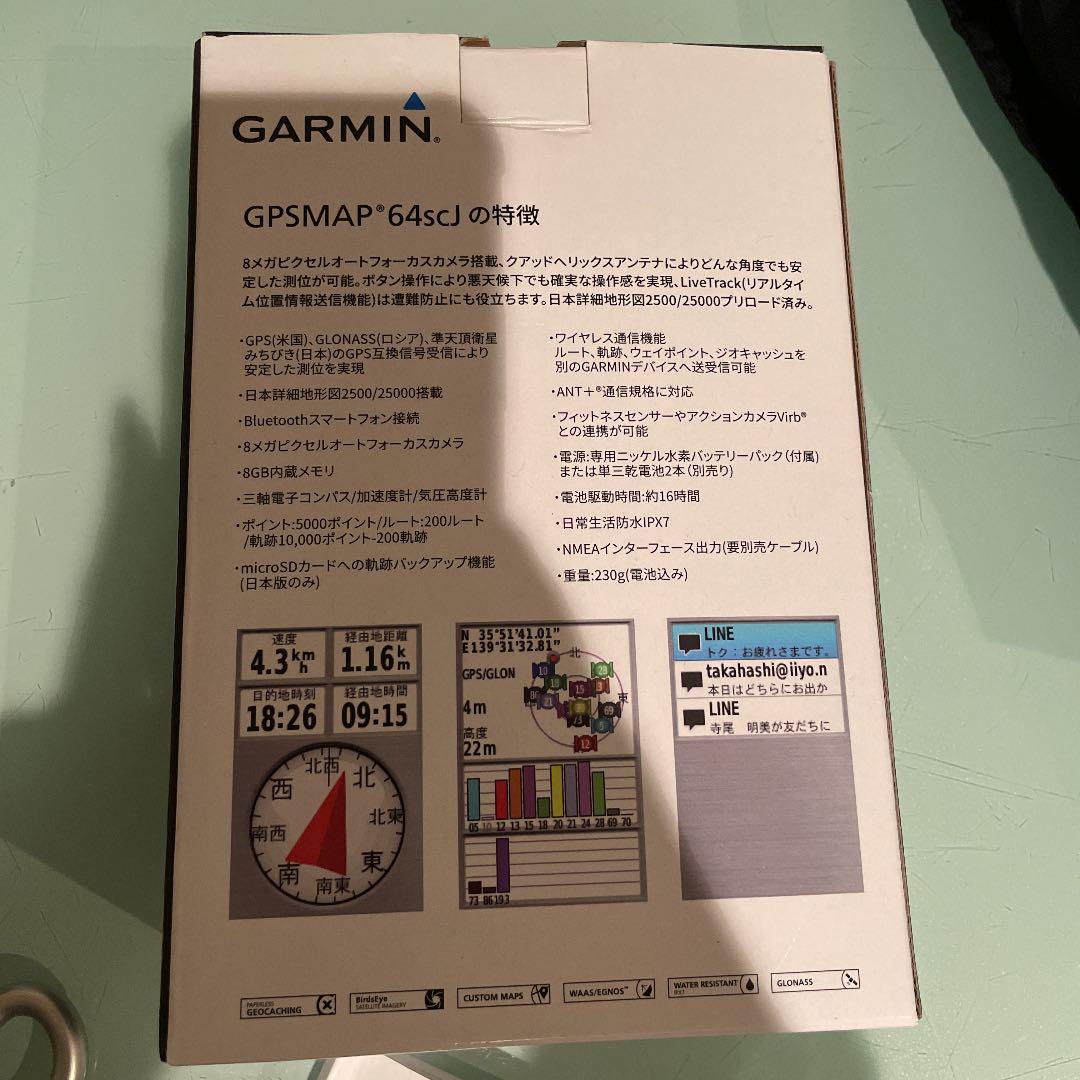 GARMIN®
GPSMAP®64scJ の特徴
8メガピクセルオートフォーカスカメラ搭載、クアッドヘリックスアンテナによりどんな角度でも安
定した測位が可能。ボタン操作により悪天候下でも確実な操作感を実現、LiveTrack(リアルタイ
ム位置情報送信機能)は遭難防止にも役立ちます。日本詳細地形図2500/25000プリロード済み。
・GPS(米国)、GLONASS(ロシア)、準天頂衛星
みちびき(日本)のGPS互換信号受信により
安定した測位を実現
・日本詳細地形図2500/25000搭載
・Bluetoothスマートフォン接続
・8メガピクセルオートフォーカスカメラ
・8GB内蔵メモリ
・三軸電子コンパス/加速度計/気圧高度計
・ポイント:5000ポイント/ルート:200ルート
/軌跡10,000ポイント-200軌跡
・microSDカードへの軌跡バックアップ機能
(日本版のみ)
・ワイヤレス通信機能
ルート、軌跡、ウェイポイント、ジオキャッシュを
別のGARMINデバイスへ送受信可能
・ANT＋®通信規格に対応
・フィットネスセンサーやアクションカメラVirb®
との連携が可能
・電源:専用ニッケル水素バッテリーパック(付属)
または単三乾電池2本(別売り)
・電池駆動時間:約16時間
・日常生活防水IPX7
・NMEAインターフェース出力(要別売ケーブル)
・重量:230g(電池込み)
速度
4.3 km/h
経由地距離
1.16 km
目的地時刻
18:26
経由地時間
09:15
北西 北
西 北東
南西 東
南 南東
N 35°51'41.01"
E139°31'32.81"
北
GPS/GLON
東
4m
高度
22m
05 10 12 13 15 18 20 21 24 28 69 70
73 86 193
LINE
トク：お疲れさまです。
takahashi@iiyo.n
本日はどちらにお出か
LINE
寺尾 明美が友だちに
PAPERLESS
GEOCACHING
BirdsEye
SATELLITE IMAGERY
CUSTOM MAPS
WAAS/EGNOS™
WATER RESISTANT
IPX7
GLONASS